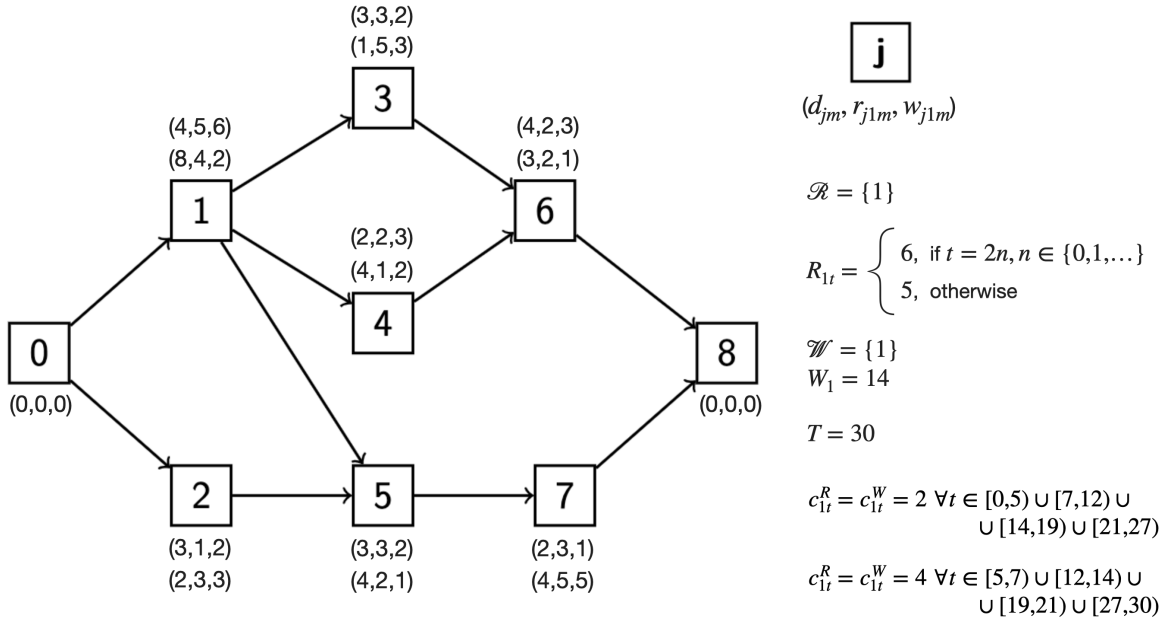 (3,3,2)
(1,5,3)
3
(4,5,6)
(8,4,2)
1
(4,2,3)
(3,2,1)
6
(2,2,3)
(4,1,2)
4
0
(0,0,0)
8
(0,0,0)
2
(3,1,2)
(2,3,3)
5
(3,3,2)
(4,2,1)
7
(2,3,1)
(4,5,5)
j
(d_{jm}, r_{j1m}, w_{j1m})
ℛ = {1}
R_{1t} = { 6, if t = 2n, n ∈ {0,1,…}
5, otherwise
𝒲 = {1}
W_1 = 14
T = 30
c^R_{1t} = c^W_{1t} = 2 ∀t ∈ [0,5) ∪ [7,12) ∪
∪ [14,19) ∪ [21,27)
c^R_{1t} = c^W_{1t} = 4 ∀t ∈ [5,7) ∪ [12,14) ∪
∪ [19,21) ∪ [27,30)